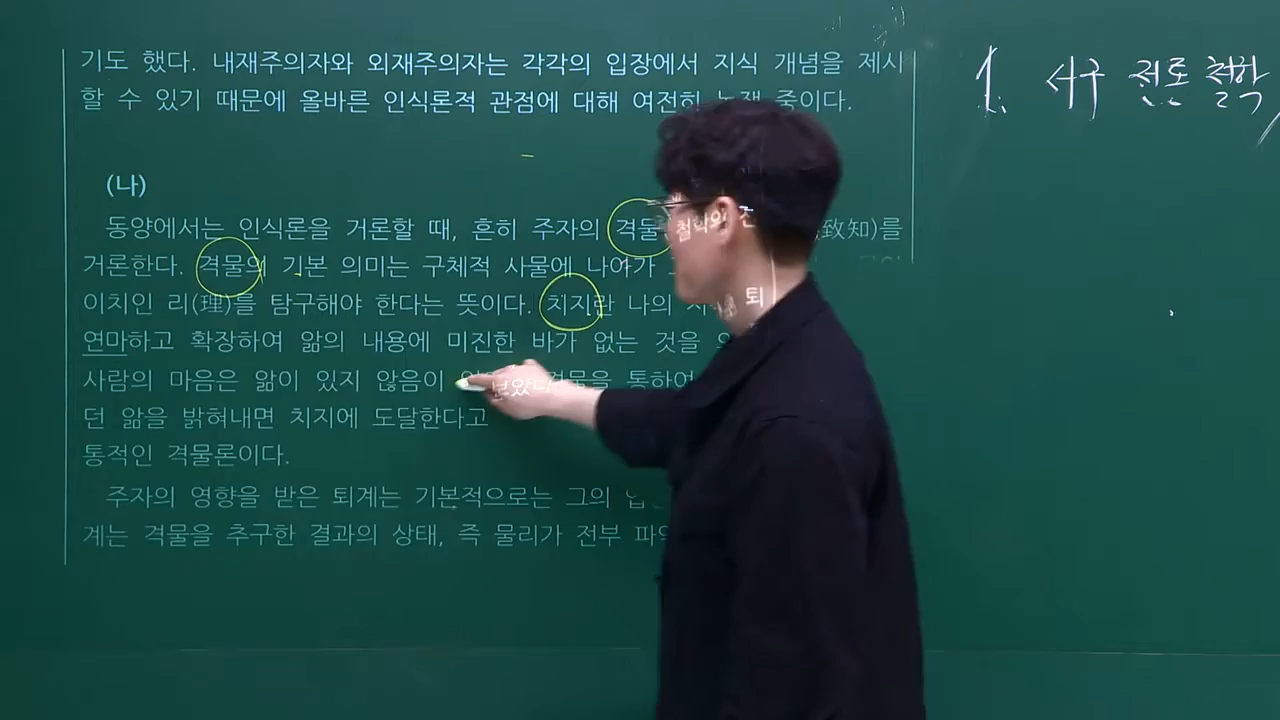 기도 했다. 내재주의자와 외재주의자는 각각의 입장에서 지식 개념을 제시
할 수 있기 때문에 올바른 인식론적 관점에 대해 여전히 논쟁 중이다.
(나)
동양에서는 인식론을 거론할 때, 흔히 주자의 격물 致知)를
거론한다. 격물의 기본 의미는 구체적 사물에 나아가
이치인 리(理)를 탐구해야 한다는 뜻이다. 치지란 나의
연마하고 확장하여 앎의 내용에 미진한 바가 없는 것을
사람의 마음은 앎이 있지 않음이 격물을 통하여
던 앎을 밝혀내면 치지에 도달한다고 보았다
통적인 격물론이다.
주자의 영향을 받은 퇴계는 기본적으로는 그의
계는 격물을 추구한 결과의 상태, 즉 물리가 전부
1. 서구 전통 철학